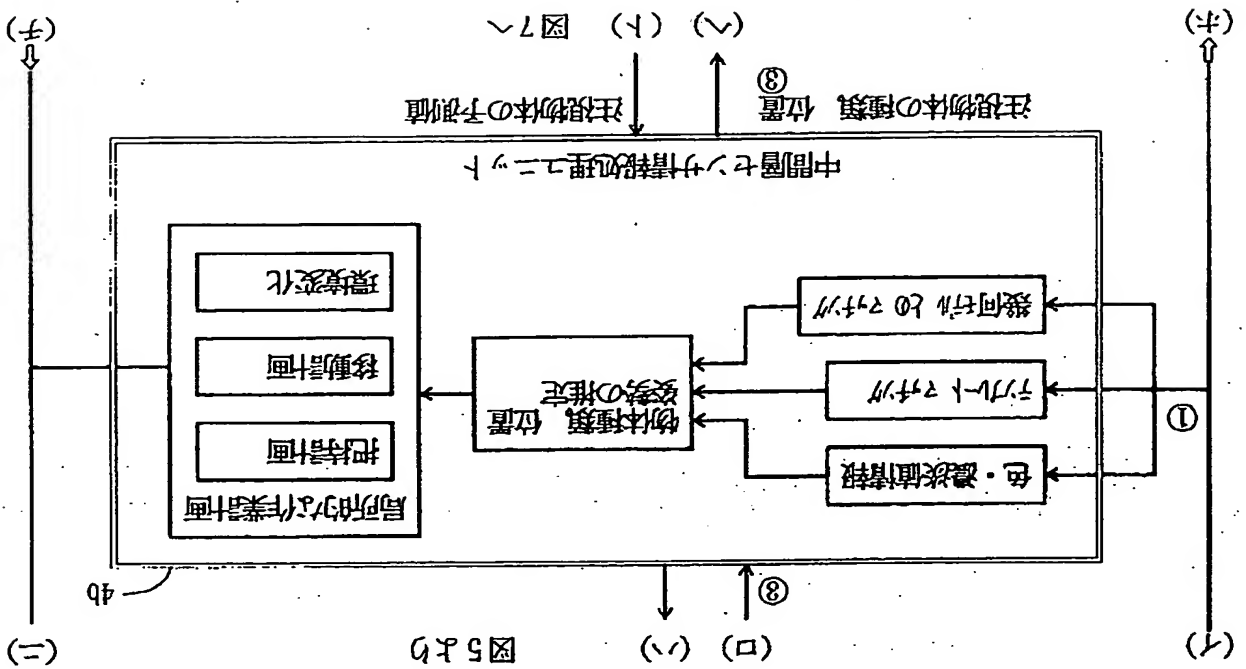 (イ) (ロ) (ハ) 図5より (ニ)
⑧
4b
①
色・濃淡値情報
テンプレート マッチング
幾何モデル との マッチング
物体種類、位置
姿勢の推定
局所的な作業計画
把持計画
移動計画
環境変化
中間層センサ情報処理ユニット
注視物体の種類、位置
③
注視物体の予測値
(ホ) (ヘ) (ト) 図7へ (チ)